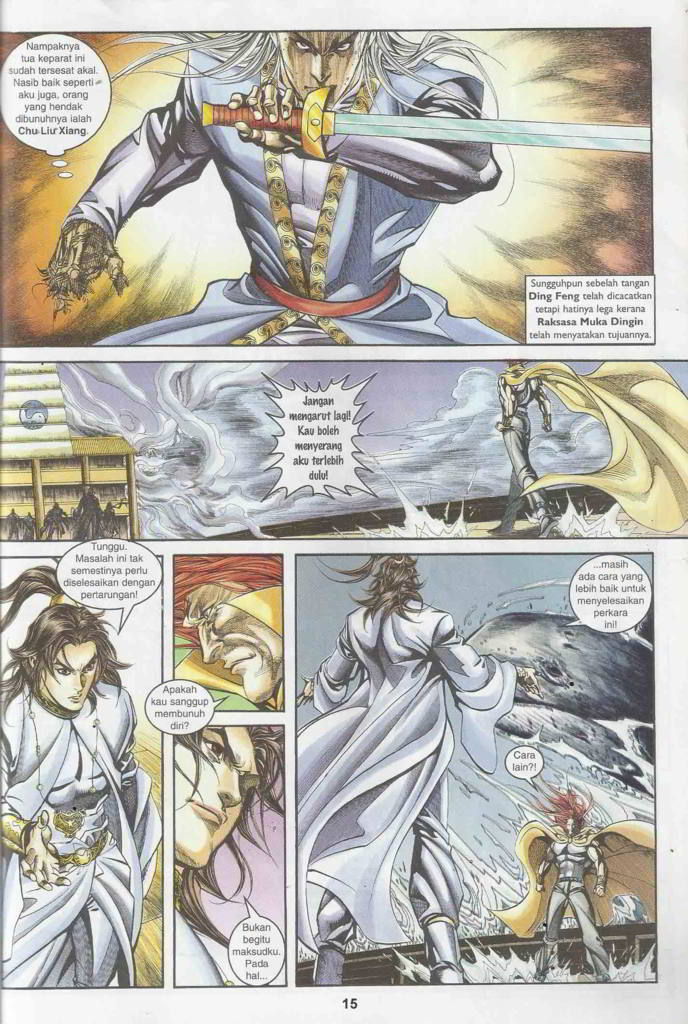 Nampaknya
tua keparat ini
sudah tersesat akal.
Nasib baik seperti
aku juga, orang
yang hendak
dibunuhnya ialah
Chu Liu Xiang.
Sungguhpun sebelah tangan
Ding Feng telah dicacatkan
tetapi hatinya lega kerana
Raksasa Muka Dingin
telah menyatakan tujuannya.
Jangan
mengarut lagi!
Kau boleh
menyerang
aku terlebih
dulu!
Tunggu.
Masalah ini tak
semestinya perlu
diselesaikan dengan
pertarungan!
Apakah
kau sanggup
membunuh
diri?
Bukan
begitu
maksudku.
Pada
hal...
...masih
ada cara yang
lebih baik untuk
menyelesaikan
perkara
ini!
Cara
lain?!
15